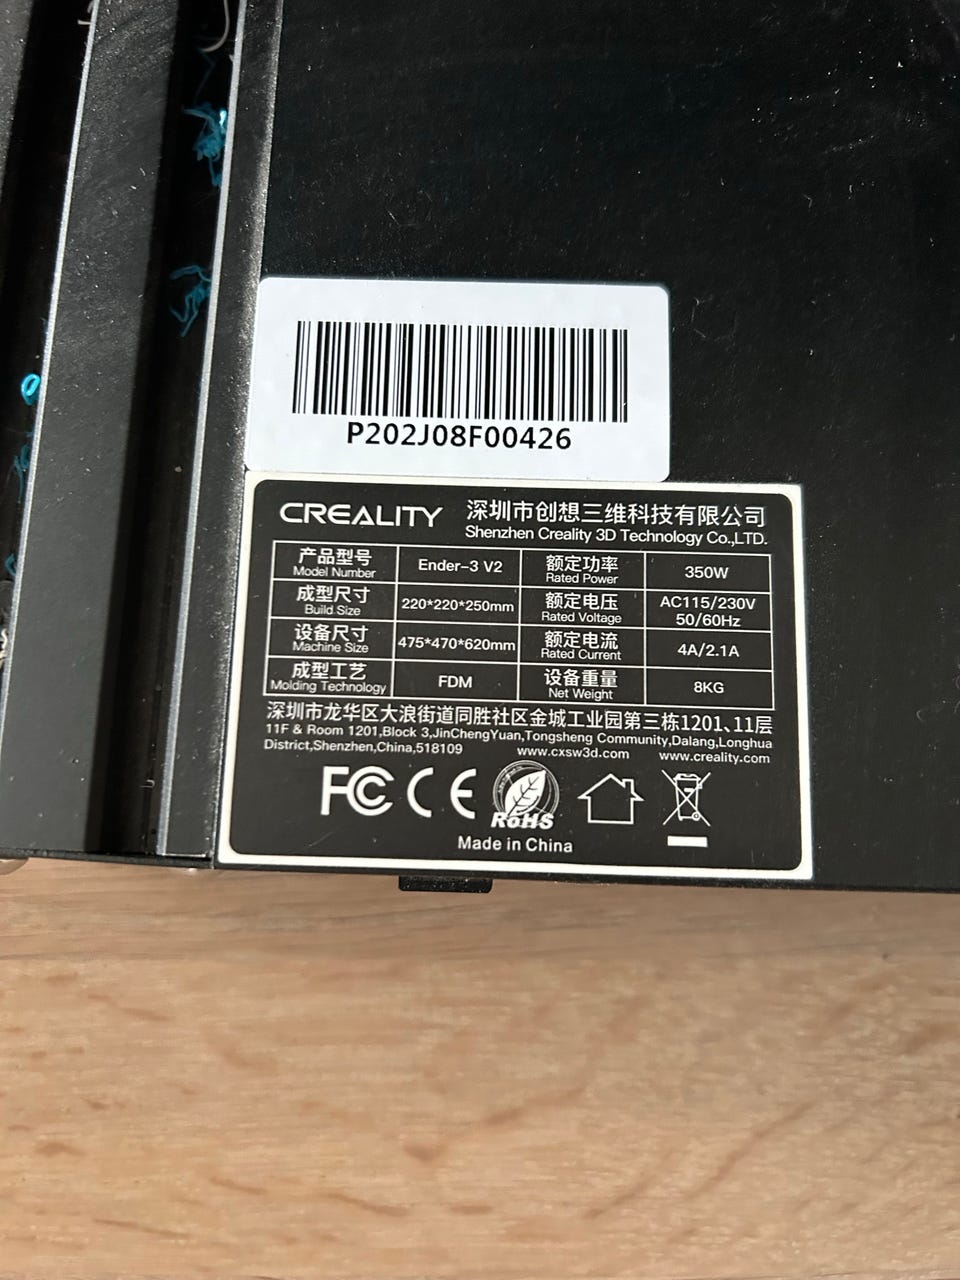 P202J08F00426
CREALITY 深圳市创想三维科技有限公司
Shenzhen Creality 3D Technology Co.,LTD.
产品型号 Ender-3 V2 额定功率 350W
Model Number Rated Power
成型尺寸 220*220*250mm 额定电压 AC115/230V
Build Size Rated Voltage 50/60Hz
设备尺寸 475*470*620mm 额定电流 4A/2.1A
Machine Size Rated Current
成型工艺 FDM 设备重量 8KG
Molding Technology Net Weight
深圳市龙华区大浪街道同胜社区金城工业园第三栋1201、11层
11F & Room 1201,Block 3,JinChengYuan,Tongsheng Community,Dalang,Longhua
District,Shenzhen,China,518109 www.cxsw3d.com www.creality.com
FC CE RoHS
Made in China